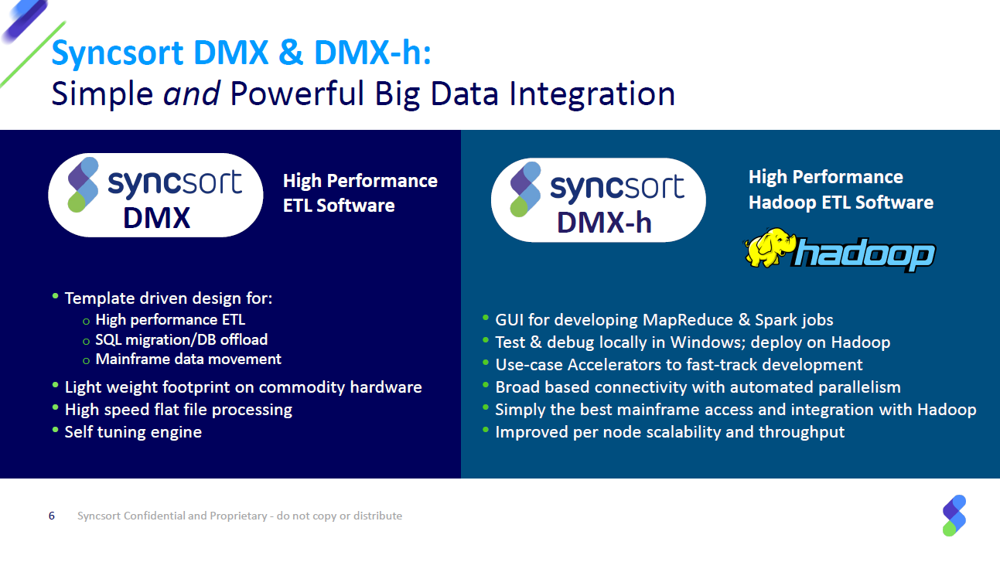 Syncsort DMX & DMX-h:
Simple and Powerful Big Data Integration
syncsort
DMX
High Performance
ETL Software
• Template driven design for:
o High performance ETL
o SQL migration/DB offload
o Mainframe data movement
• Light weight footprint on commodity hardware
• High speed flat file processing
• Self tuning engine
syncsort
DMX-h
High Performance
Hadoop ETL Software
hadoop
• GUI for developing MapReduce & Spark jobs
• Test & debug locally in Windows; deploy on Hadoop
• Use-case Accelerators to fast-track development
• Broad based connectivity with automated parallelism
• Simply the best mainframe access and integration with Hadoop
• Improved per node scalability and throughput
6 Syncsort Confidential and Proprietary - do not copy or distribute